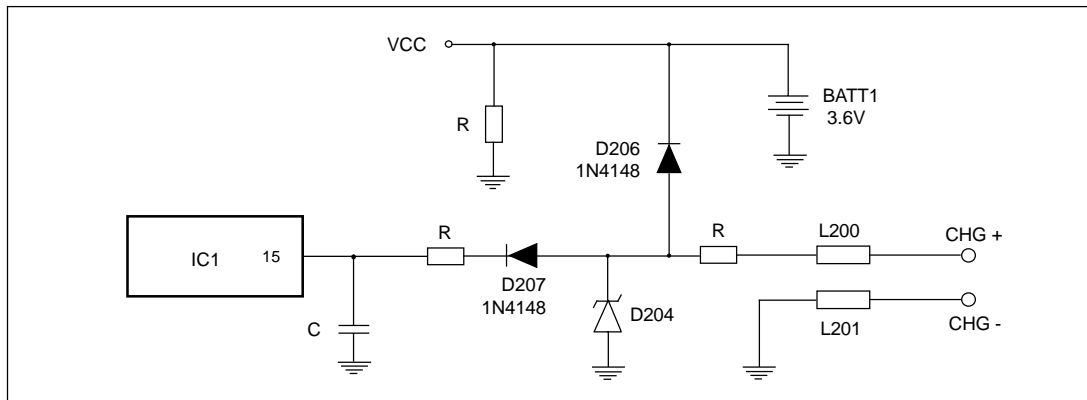 VCC
BATT1
3.6V
R
D206
1N4148
IC1
15
R
D207
1N4148
R
L200
CHG +
D204
L201
CHG -
C